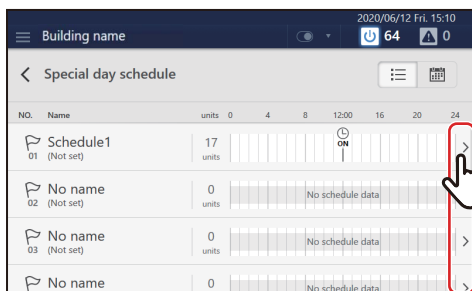 2020/06/12 Fri. 15:10
Building name 64 0
Special day schedule
NO. Name units 0 4 8 12:00 16 20 24
Schedule1 17 ON
01 (Not set) units
No name 0 No schedule data
02 (Not set) units
No name 0 No schedule data
03 (Not set) units
No name 0 No schedule data